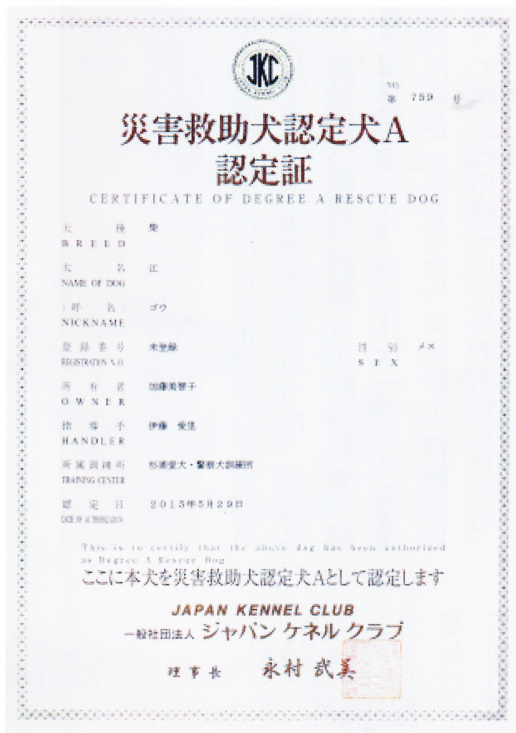 JKC
NO.
第 759 号
災害救助犬認定犬A
認定証
CERTIFICATE OF DEGREE A RESCUE DOG
犬種 柴
BREED
犬名 江
NAME OF DOG
(呼名) ゴウ
NICKNAME
登録番号 未登録 性別 メス
REGISTRATION NO. SEX
所有者 加藤美智子
OWNER
指導手 伊藤 愛里
HANDLER
所属訓練所 杉浦愛犬・警察犬訓練所
TRAINING CENTER
認定日 2015年5月29日
This is to certify that the above dog has been authorized
as Degree A Rescue Dog
ここに本犬を災害救助犬認定犬Aとして認定します
JAPAN KENNEL CLUB
一般社団法人 ジャパン ケネル クラブ
理事長 永村武美